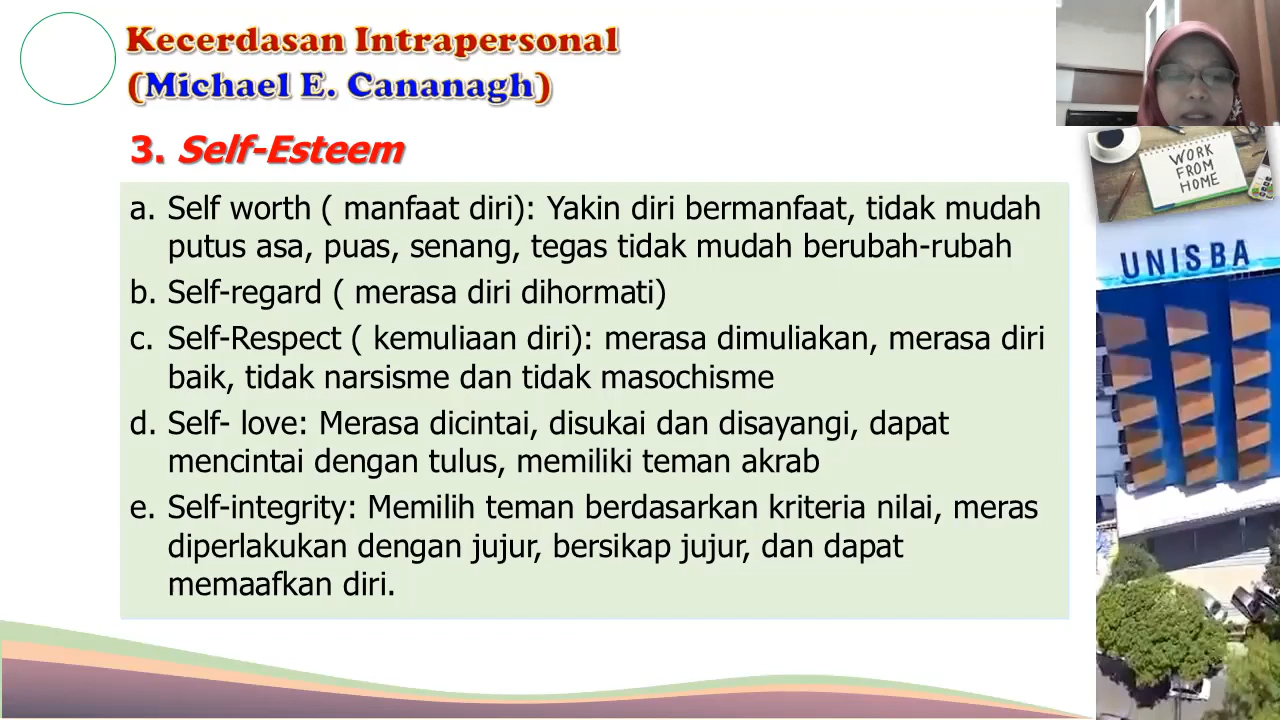 Kecerdasan Intrapersonal
(Michael E. Cananagh)
3. Self-Esteem
a. Self worth ( manfaat diri): Yakin diri bermanfaat, tidak mudah
putus asa, puas, senang, tegas tidak mudah berubah-rubah
b. Self-regard ( merasa diri dihormati)
c. Self-Respect ( kemuliaan diri): merasa dimuliakan, merasa diri
baik, tidak narsisme dan tidak masochisme
d. Self- love: Merasa dicintai, disukai dan disayangi, dapat
mencintai dengan tulus, memiliki teman akrab
e. Self-integrity: Memilih teman berdasarkan kriteria nilai, meras
diperlakukan dengan jujur, bersikap jujur, dan dapat
memaafkan diri.
WORK
FROM
HOME
UNISBA